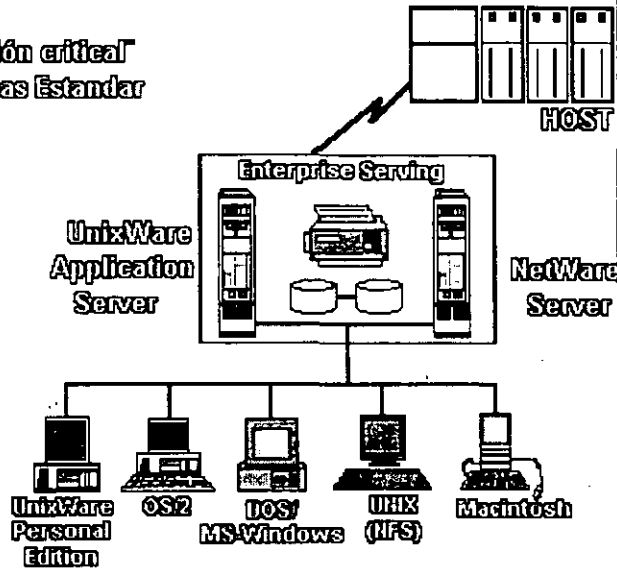 ón critical"
as Estandar
HOST
Enterprise Serving
UnixWare
Application
Server
NetWare
Server
UnixWare
Personal
Edition
OS/2
DOS/
MS-Windows
UNIX
(NFS)
Macintosh